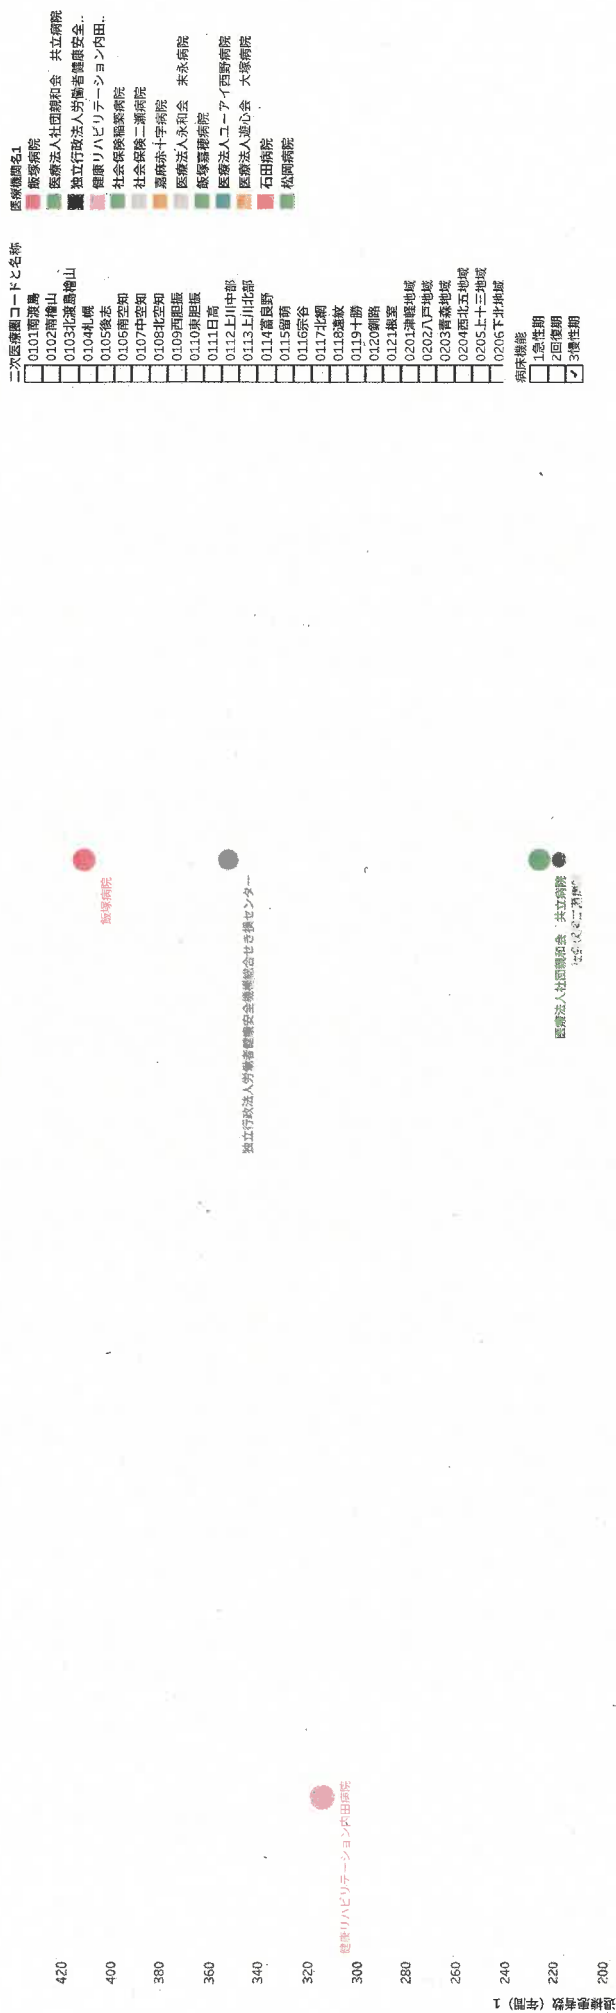 医療機関名1
飯塚病院
医療法人社団親和会 共立病院
独立行政法人労働者健康安全..
健康リハビリテーション内田..
社会保険稲築病院
社会保険二瀬病院
嘉麻赤十字病院
医療法人永和会 末永病院
飯塚嘉穂病院
医療法人ユーアイ西野病院
医療法人遊心会 大塚病院
石田病院
松岡病院
二次医療圏コードと名称
0101南渡島
0102南檜山
0103北渡島檜山
0104札幌
0105後志
0106南空知
0107中空知
0108北空知
0109西胆振
0110東胆振
0111日高
0112上川中部
0113上川北部
0114富良野
0115留萌
0116宗谷
0117北網
0118遠紋
0119十勝
0120釧路
0121根室
0201津軽地域
0202八戸地域
0203青森地域
0204西北五地域
0205上十三地域
0206下北地域
病床機能
1急性期
2回復期
✓ 3慢性期
飯塚病院
独立行政法人労働者健康安全機構総合せき損センター
医療法人社団親和会 共立病院
健康リハビリテーション内田病院
420
400
380
360
340
320
300
280
260
240
220
200
退棟患者数（年間）1